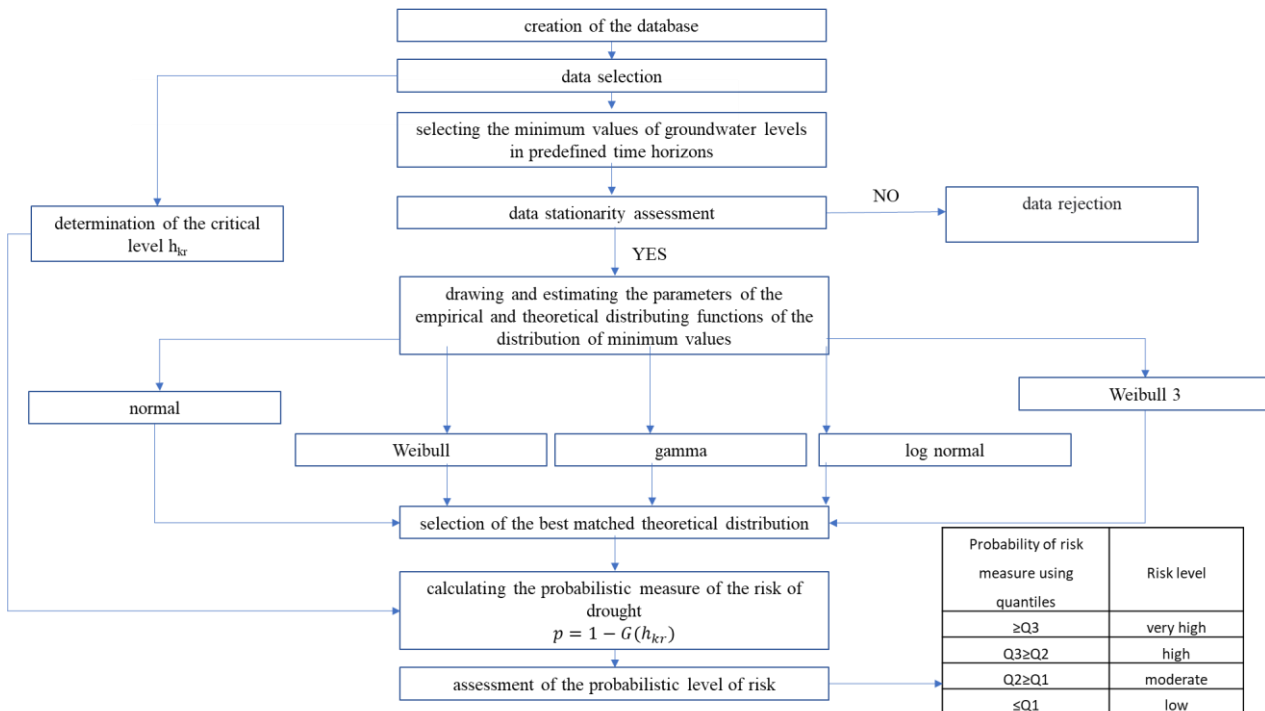 creation of the database
data selection
selecting the minimum values of groundwater levels
in predefined time horizons
NO
data rejection
data stationarity assessment
determination of the critical
level hkr
YES
drawing and estimating the parameters of the
empirical and theoretical distributing functions of the
distribution of minimum values
normal
Weibull 3
Weibull
gamma
log normal
selection of the best matched theoretical distribution
calculating the probabilistic measure of the risk of
drought
p = 1 − G(hkr)
assessment of the probabilistic level of risk
Probability of risk
measure using
quantiles
Risk level
≥Q3
very high
Q3≥Q2
high
Q2≥Q1
moderate
≤Q1
low